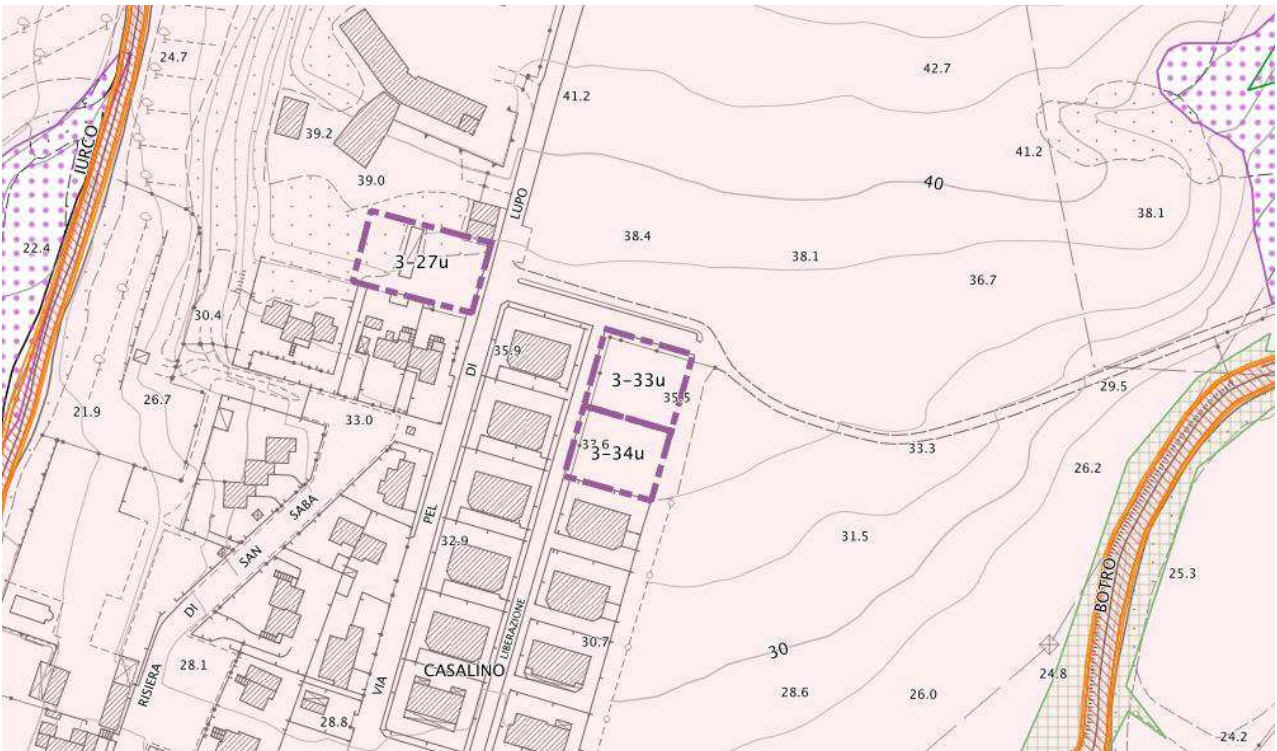 24.7
42.7
41.2
39.2
IURCO
41.2
39.0
40
LUPO
38.1
38.4
22.4
38.1
3-27u
36.7
30.4
35.9
DI
3-33u
29.5
35.5
26.7
21.9
33.0
33.6
33.3
3-34u
26.2
SABA
PEL
31.5
32.9
SAN
25.3
BOTRO
DI
LIBERAZIONE
30.7
30
28.1
CASALINO
24.8
RISIERA
VIA
28.6
26.0
28.8
24.2